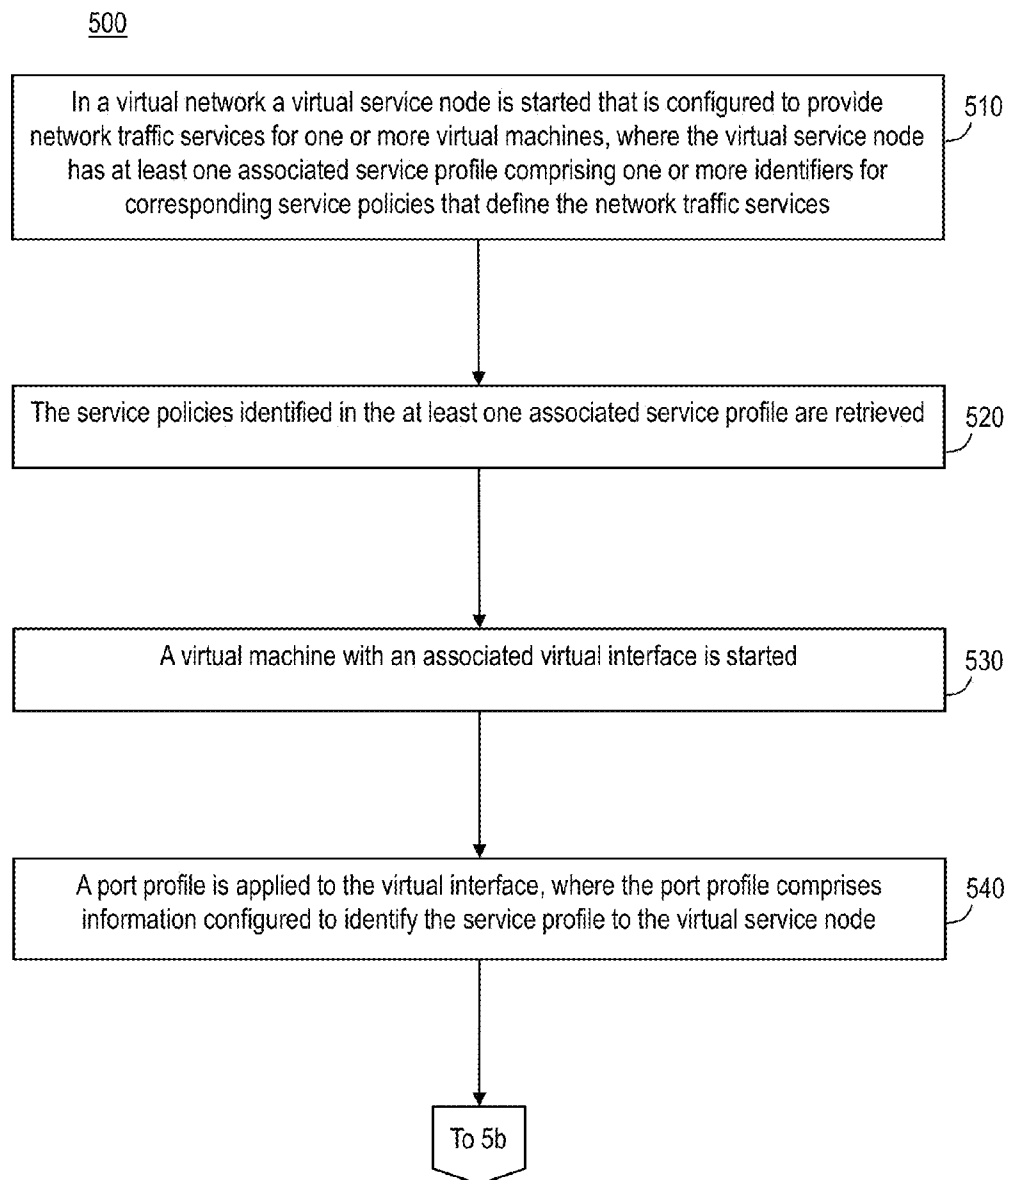 500
In a virtual network a virtual service node is started that is configured to provide
network traffic services for one or more virtual machines, where the virtual service node
has at least one associated service profile comprising one or more identifiers for
corresponding service policies that define the network traffic services
510
The service policies identified in the at least one associated service profile are retrieved
520
A virtual machine with an associated virtual interface is started
530
A port profile is applied to the virtual interface, where the port profile comprises
information configured to identify the service profile to the virtual service node
540
To 5b